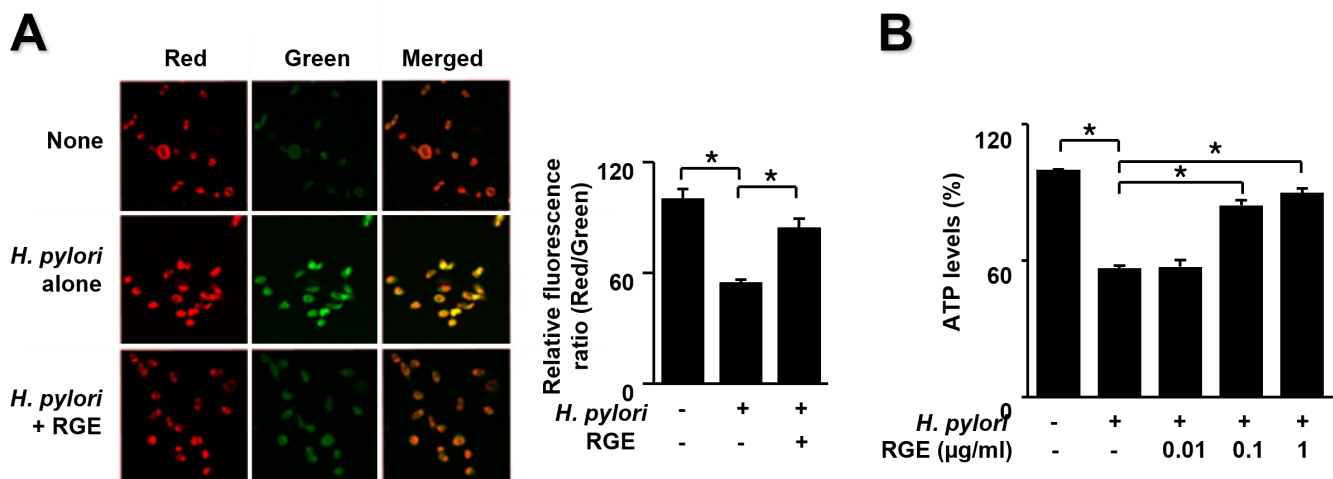 A
B
Red Green Merged
None
H. pylori
alone
H. pylori
+ RGE
Relative fluorescence
ratio (Red/Green)
120
60
0
* *
H. pylori - + +
RGE - - +
ATP levels (%)
120
60
0
* * *
H. pylori - + + + +
RGE (µg/ml) - - 0.01 0.1 1